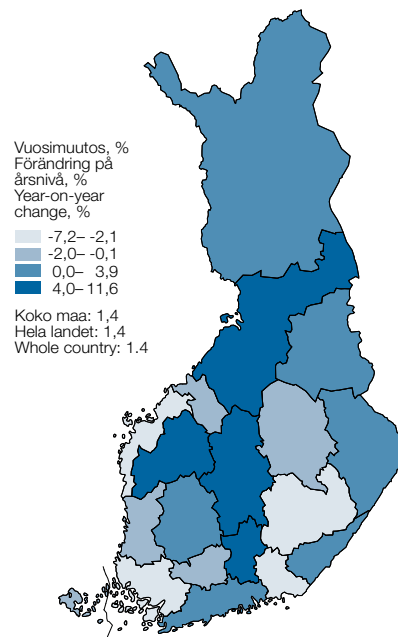 Vuosimuutos, %
Förändring på
årsnivå, %
Year-on-year
change, %
-7,2– -2,1
-2,0– -0,1
0,0– 3,9
4,0– 11,6
Koko maa: 1,4
Hela landet: 1,4
Whole country: 1.4